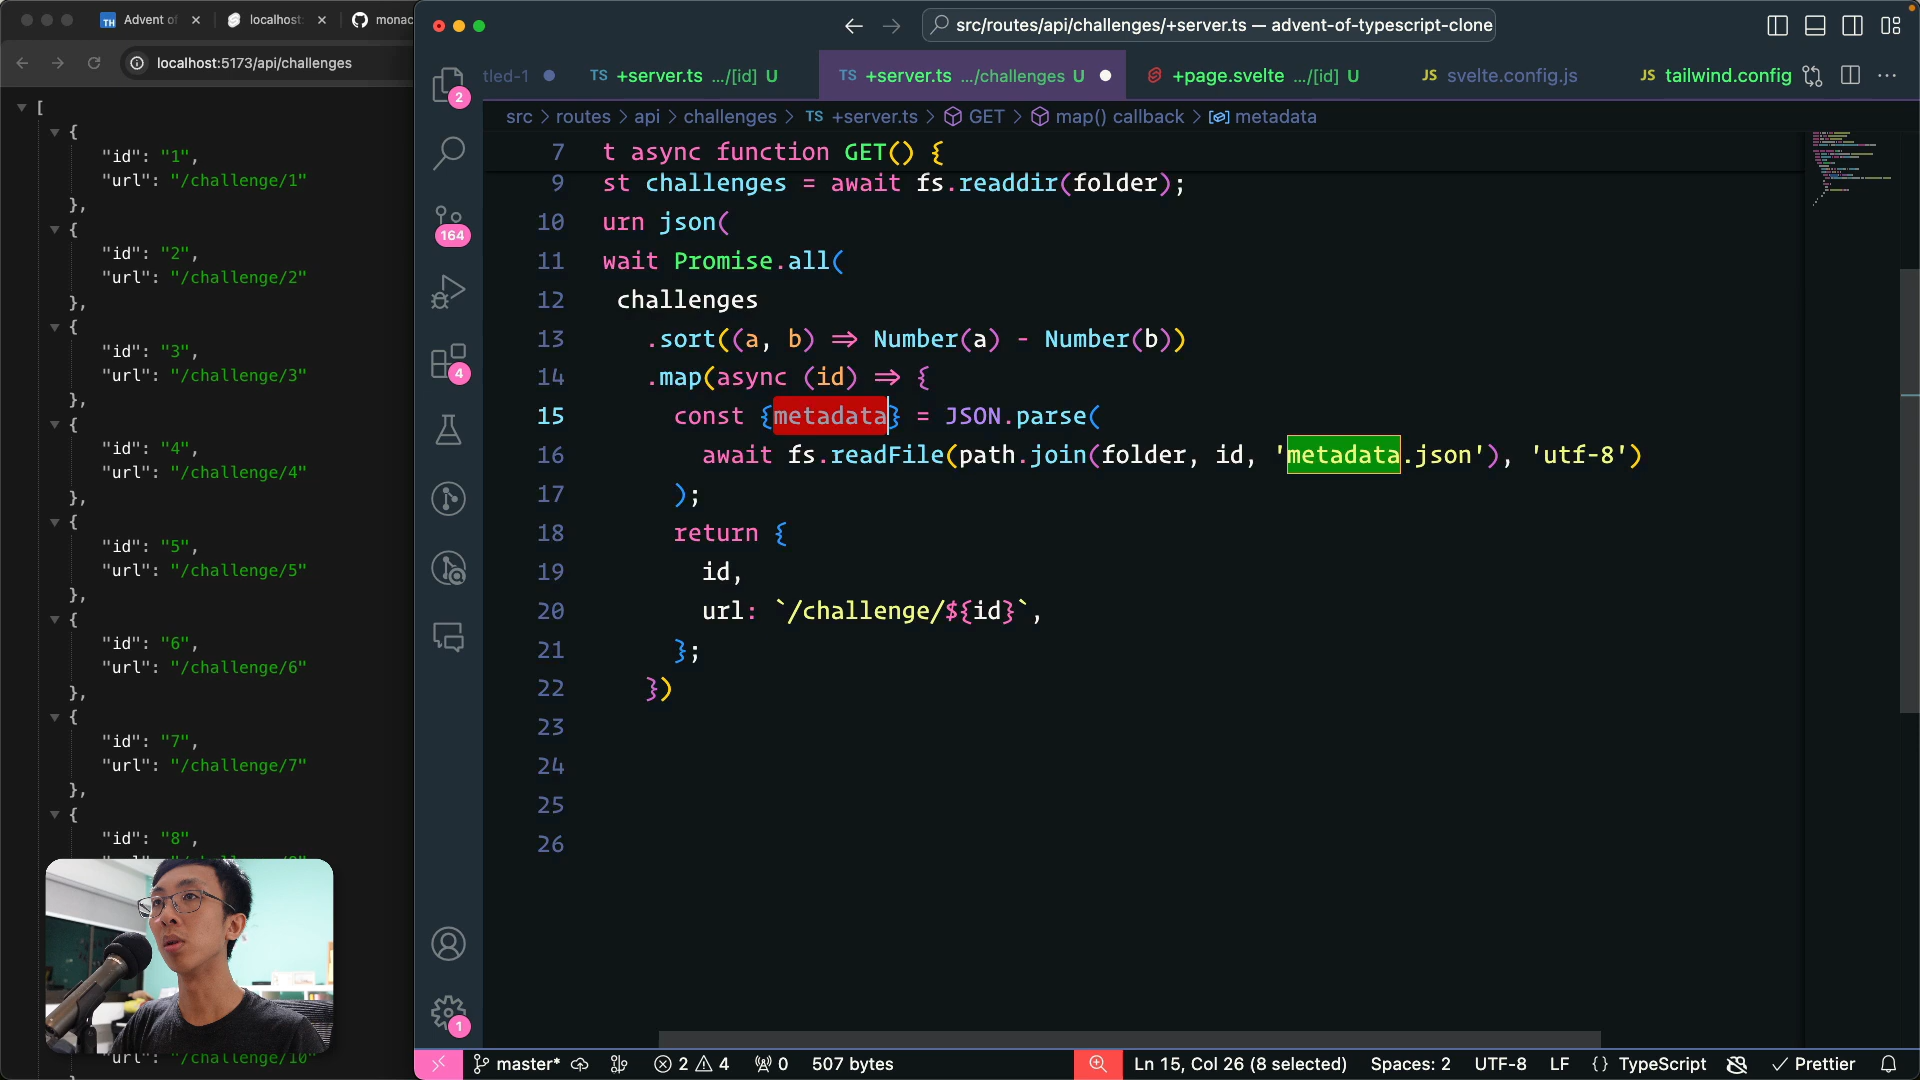 Advent of
localhost:
monac
localhost:5173/api/challenges
[
{
"id": "1",
"url": "/challenge/1"
},
{
"id": "2",
"url": "/challenge/2"
},
{
"id": "3",
"url": "/challenge/3"
},
{
"id": "4",
"url": "/challenge/4"
},
{
"id": "5",
"url": "/challenge/5"
},
{
"id": "6",
"url": "/challenge/6"
},
{
"id": "7",
"url": "/challenge/7"
},
{
"id": "8",
"url": "/challenge/10"
src/routes/api/challenges/+server.ts — advent-of-typescript-clone
tled-1
TS +server.ts .../[id] U
TS +server.ts .../challenges U
+page.svelte .../[id] U
JS svelte.config.js
JS tailwind.config
src > routes > api > challenges > TS +server.ts > GET > map() callback > metadata
2
164
4
1
7 t async function GET() {
9 st challenges = await fs.readdir(folder);
10 urn json(
11 wait Promise.all(
12 challenges
13 .sort((a, b) => Number(a) - Number(b))
14 .map(async (id) => {
15 const {metadata} = JSON.parse(
16 await fs.readFile(path.join(folder, id, 'metadata.json'), 'utf-8')
17 );
18 return {
19 id,
20 url: `/challenge/${id}`,
21 };
22 })
23
24
25
26
master* 2 4 0 507 bytes Ln 15, Col 26 (8 selected) Spaces: 2 UTF-8 LF {} TypeScript Prettier